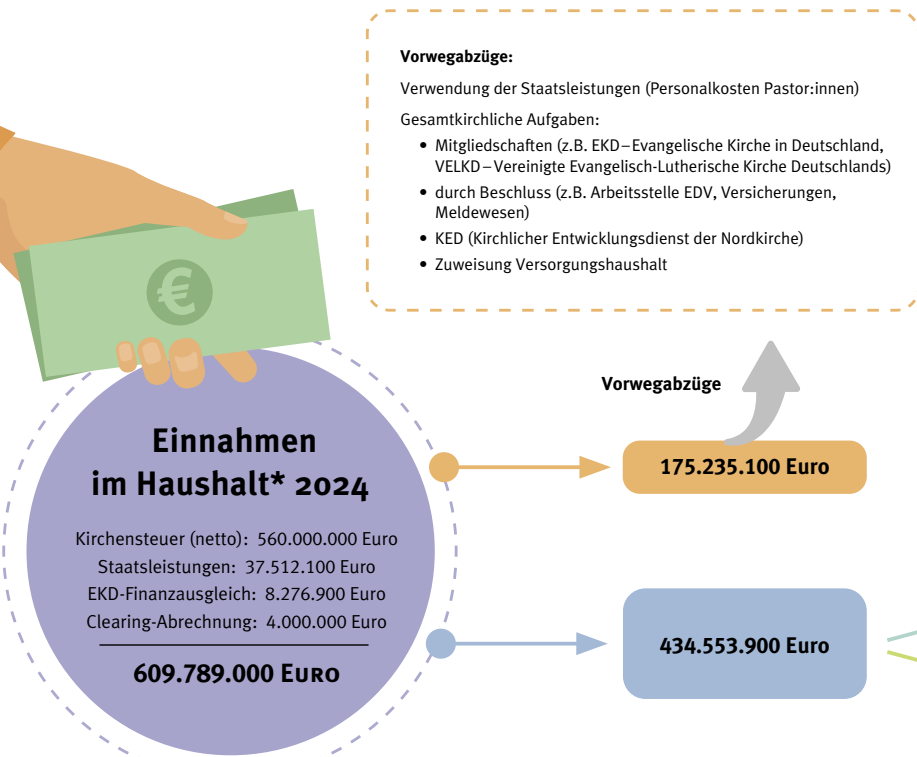 Vorwegabzüge:
Verwendung der Staatsleistungen (Personalkosten Pastor:innen)
Gesamtkirchliche Aufgaben:
• Mitgliedschaften (z.B. EKD – Evangelische Kirche in Deutschland,
VELKD – Vereinigte Evangelisch-Lutherische Kirche Deutschlands)
• durch Beschluss (z.B. Arbeitsstelle EDV, Versicherungen,
Meldewesen)
• KED (Kirchlicher Entwicklungsdienst der Nordkirche)
• Zuweisung Versorgungshaushalt
€
Vorwegabzüge
Einnahmen
im Haushalt* 2024
Kirchensteuer (netto): 560.000.000 Euro
Staatsleistungen: 37.512.100 Euro
EKD-Finanzausgleich: 8.276.900 Euro
Clearing-Abrechnung: 4.000.000 Euro
609.789.000 Euro
175.235.100 Euro
434.553.900 Euro